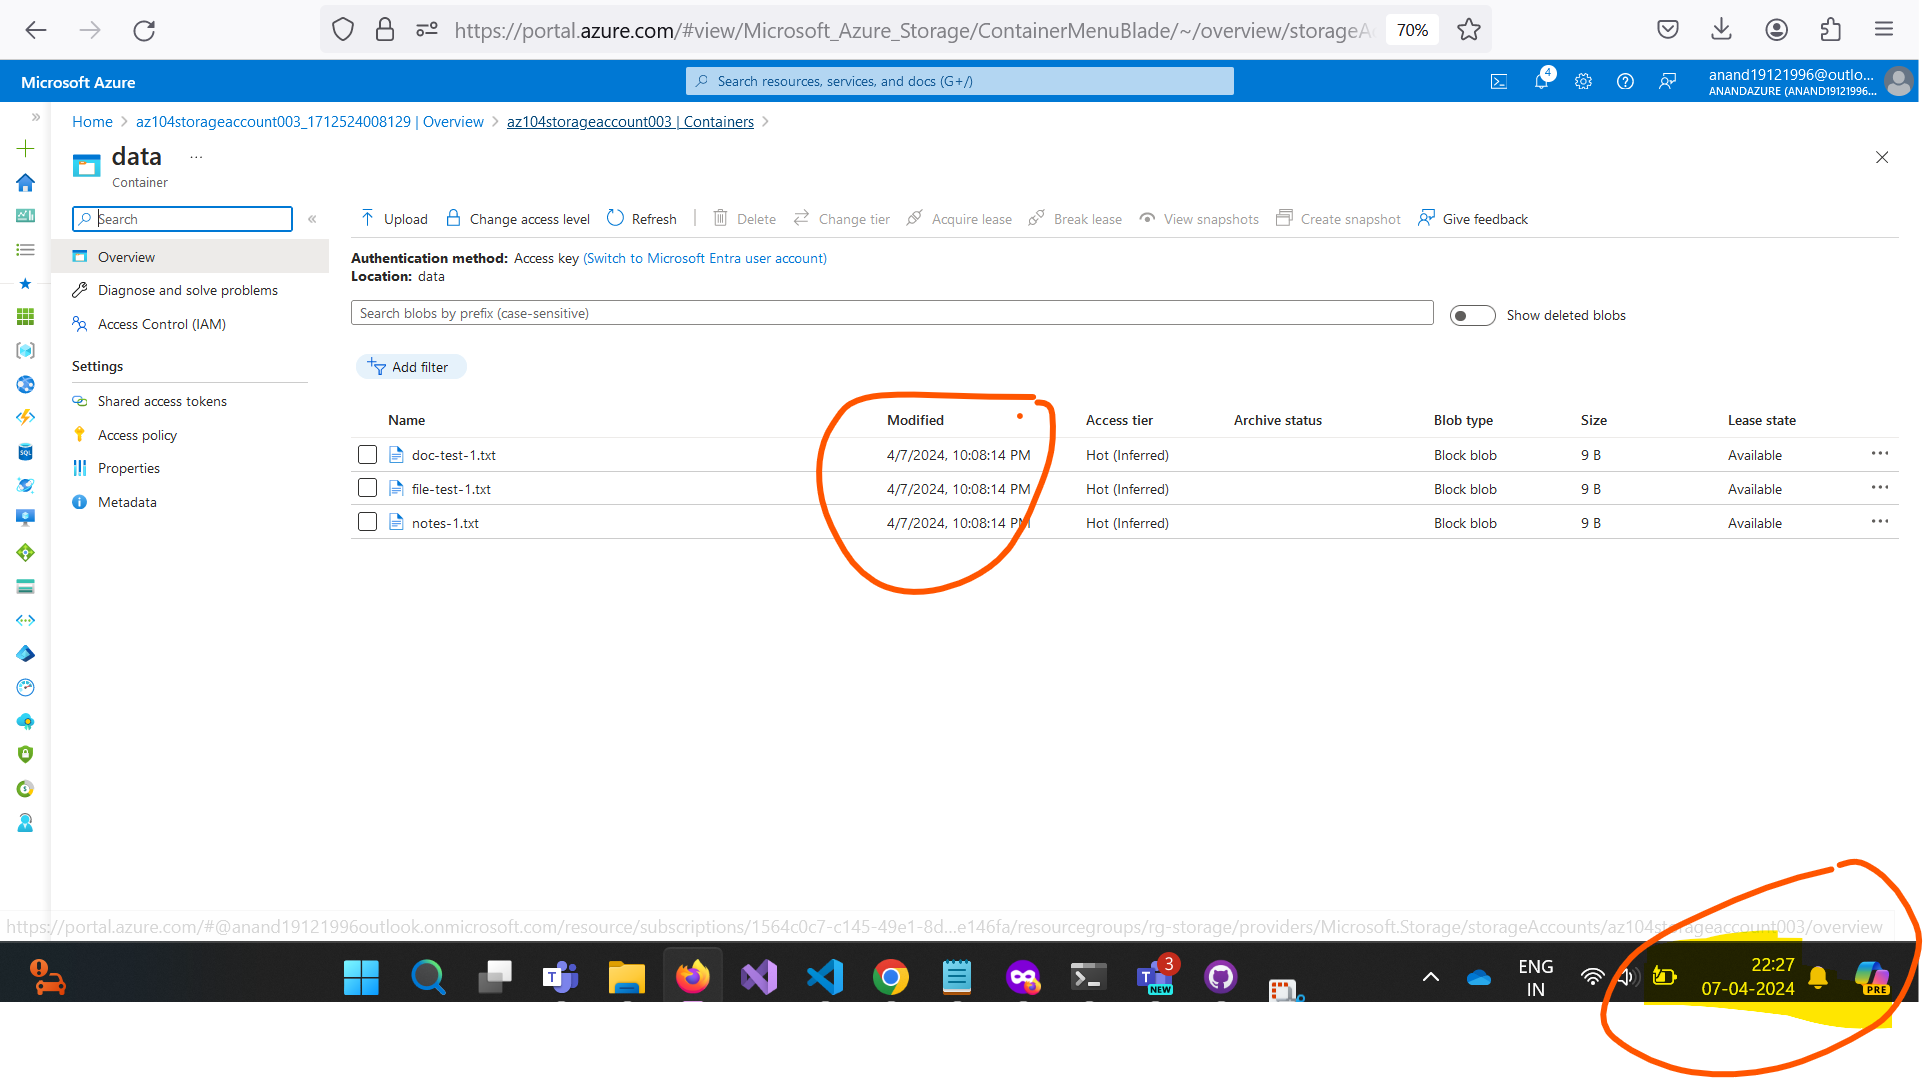 https://portal.azure.com/#view/Microsoft_Azure_Storage/ContainerMenuBlade/~/overview/storageAc
70%
Microsoft Azure
Search resources, services, and docs (G+/)
4
anand19121996@outlo...
ANANDAZURE (ANAND19121996...
Home > az104storageaccount003_1712524008129 | Overview > az104storageaccount003 | Containers >
data ...
Container
Search
«
Upload Change access level Refresh | Delete Change tier Acquire lease Break lease View snapshots Create snapshot Give feedback
Overview
Diagnose and solve problems
Access Control (IAM)
Settings
Shared access tokens
Access policy
Properties
Metadata
Authentication method: Access key (Switch to Microsoft Entra user account)
Location: data
Search blobs by prefix (case-sensitive)
Show deleted blobs
Add filter
Name Modified Access tier Archive status Blob type Size Lease state
doc-test-1.txt 4/7/2024, 10:08:14 PM Hot (Inferred) Block blob 9 B Available ...
file-test-1.txt 4/7/2024, 10:08:14 PM Hot (Inferred) Block blob 9 B Available ...
notes-1.txt 4/7/2024, 10:08:14 PM Hot (Inferred) Block blob 9 B Available ...
https://portal.azure.com/#@anand19121996outlook.onmicrosoft.com/resource/subscriptions/1564c0c7-c145-49e1-8d...e146fa/resourcegroups/rg-storage/providers/Microsoft.Storage/storageAccounts/az104storageaccount003/overview
3
NEW
ENG
IN
22:27
07-04-2024
PRE